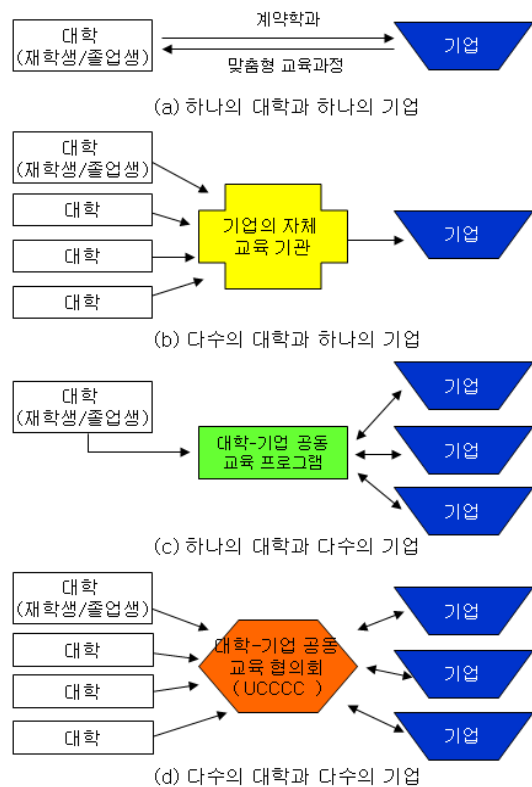 대학
(재학생/졸업생)
계약학과
맞춤형 교육과정
기업
(a) 하나의 대학과 하나의 기업
대학
(재학생/졸업생)
대학
대학
대학
기업의 자체
교육 기관
기업
(b) 다수의 대학과 하나의 기업
대학
(재학생/졸업생)
대학-기업 공동
교육 프로그램
기업
기업
기업
(c) 하나의 대학과 다수의 기업
대학
(재학생/졸업생)
대학
대학
대학
대학-기업 공동
교육 협의회
(UCCCC )
기업
기업
기업
(d) 다수의 대학과 다수의 기업